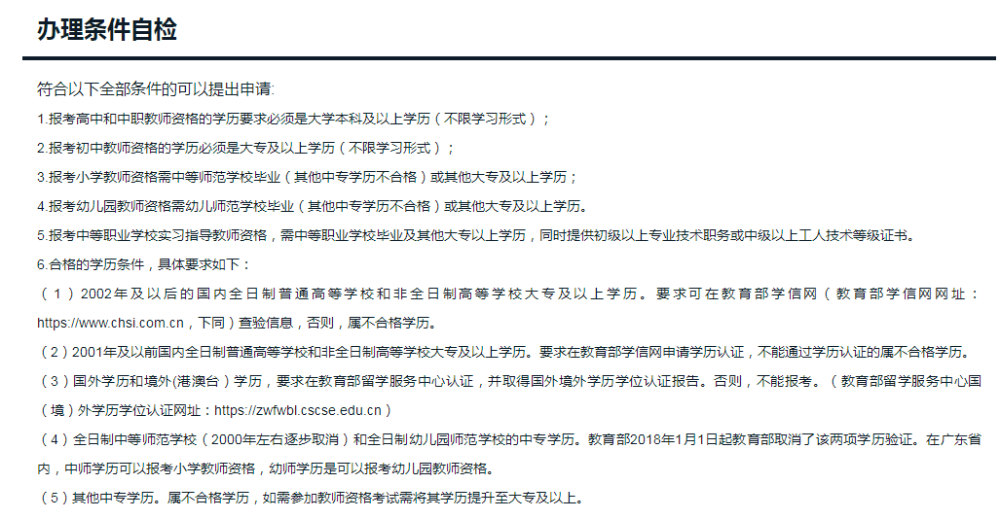 办理条件自检
符合以下全部条件的可以提出申请:
1.报考高中和中职教师资格的学历要求必须是大学本科及以上学历（不限学习形式）；
2.报考初中教师资格的学历必须是大专及以上学历（不限学习形式）；
3.报考小学教师资格需中等师范学校毕业（其他中专学历不合格）或其他大专及以上学历；
4.报考幼儿园教师资格需幼儿师范学校毕业（其他中专学历不合格）或其他大专及以上学历。
5.报考中等职业学校实习指导教师资格，需中等职业学校毕业及其他大专以上学历，同时提供初级以上专业技术职务或中级以上工人技术等级证书。
6.合格的学历条件，具体要求如下：
（1）2002年及以后的国内全日制普通高等学校和非全日制高等学校大专及以上学历。要求可在教育部学信网（教育部学信网网址：
https://www.chsi.com.cn，下同）查验信息，否则，属不合格学历。
（2）2001年及以前国内全日制普通高等学校和非全日制高等学校大专及以上学历。要求在教育部学信网申请学历认证，不能通过学历认证的属不合格学历。
（3）国外学历和境外(港澳台）学历，要求在教育部留学服务中心认证，并取得国外境外学历学位认证报告。否则，不能报考。（教育部留学服务中心国
（境）外学历学位认证网址：https://zwfwbl.cscse.edu.cn）
（4）全日制中等师范学校（2000年左右逐步取消）和全日制幼儿园师范学校的中专学历。教育部2018年1月1日起教育部取消了该两项学历验证。在广东省
内，中师学历可以报考小学教师资格，幼师学历是可以报考幼儿园教师资格。
（5）其他中专学历。属不合格学历，如需参加教师资格考试需将其学历提升至大专及以上。